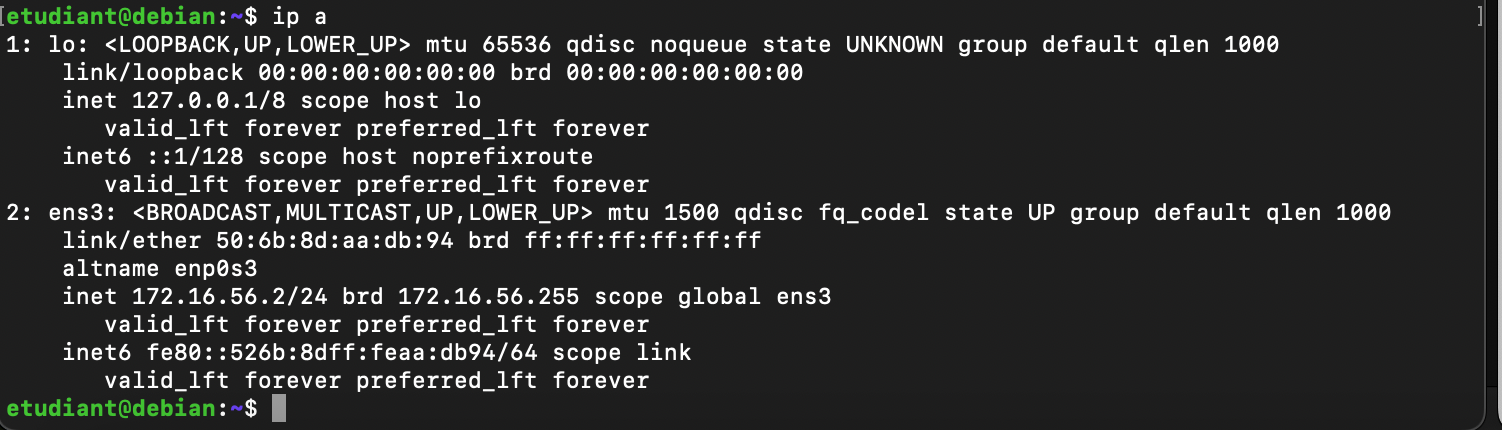 [etudiant@debian:~$ ip a ]
1: lo: <LOOPBACK,UP,LOWER_UP> mtu 65536 qdisc noqueue state UNKNOWN group default qlen 1000
    link/loopback 00:00:00:00:00:00 brd 00:00:00:00:00:00
    inet 127.0.0.1/8 scope host lo
       valid_lft forever preferred_lft forever
    inet6 ::1/128 scope host noprefixroute
       valid_lft forever preferred_lft forever
2: ens3: <BROADCAST,MULTICAST,UP,LOWER_UP> mtu 1500 qdisc fq_codel state UP group default qlen 1000
    link/ether 50:6b:8d:aa:db:94 brd ff:ff:ff:ff:ff:ff
    altname enp0s3
    inet 172.16.56.2/24 brd 172.16.56.255 scope global ens3
       valid_lft forever preferred_lft forever
    inet6 fe80::526b:8dff:feaa:db94/64 scope link
       valid_lft forever preferred_lft forever
etudiant@debian:~$